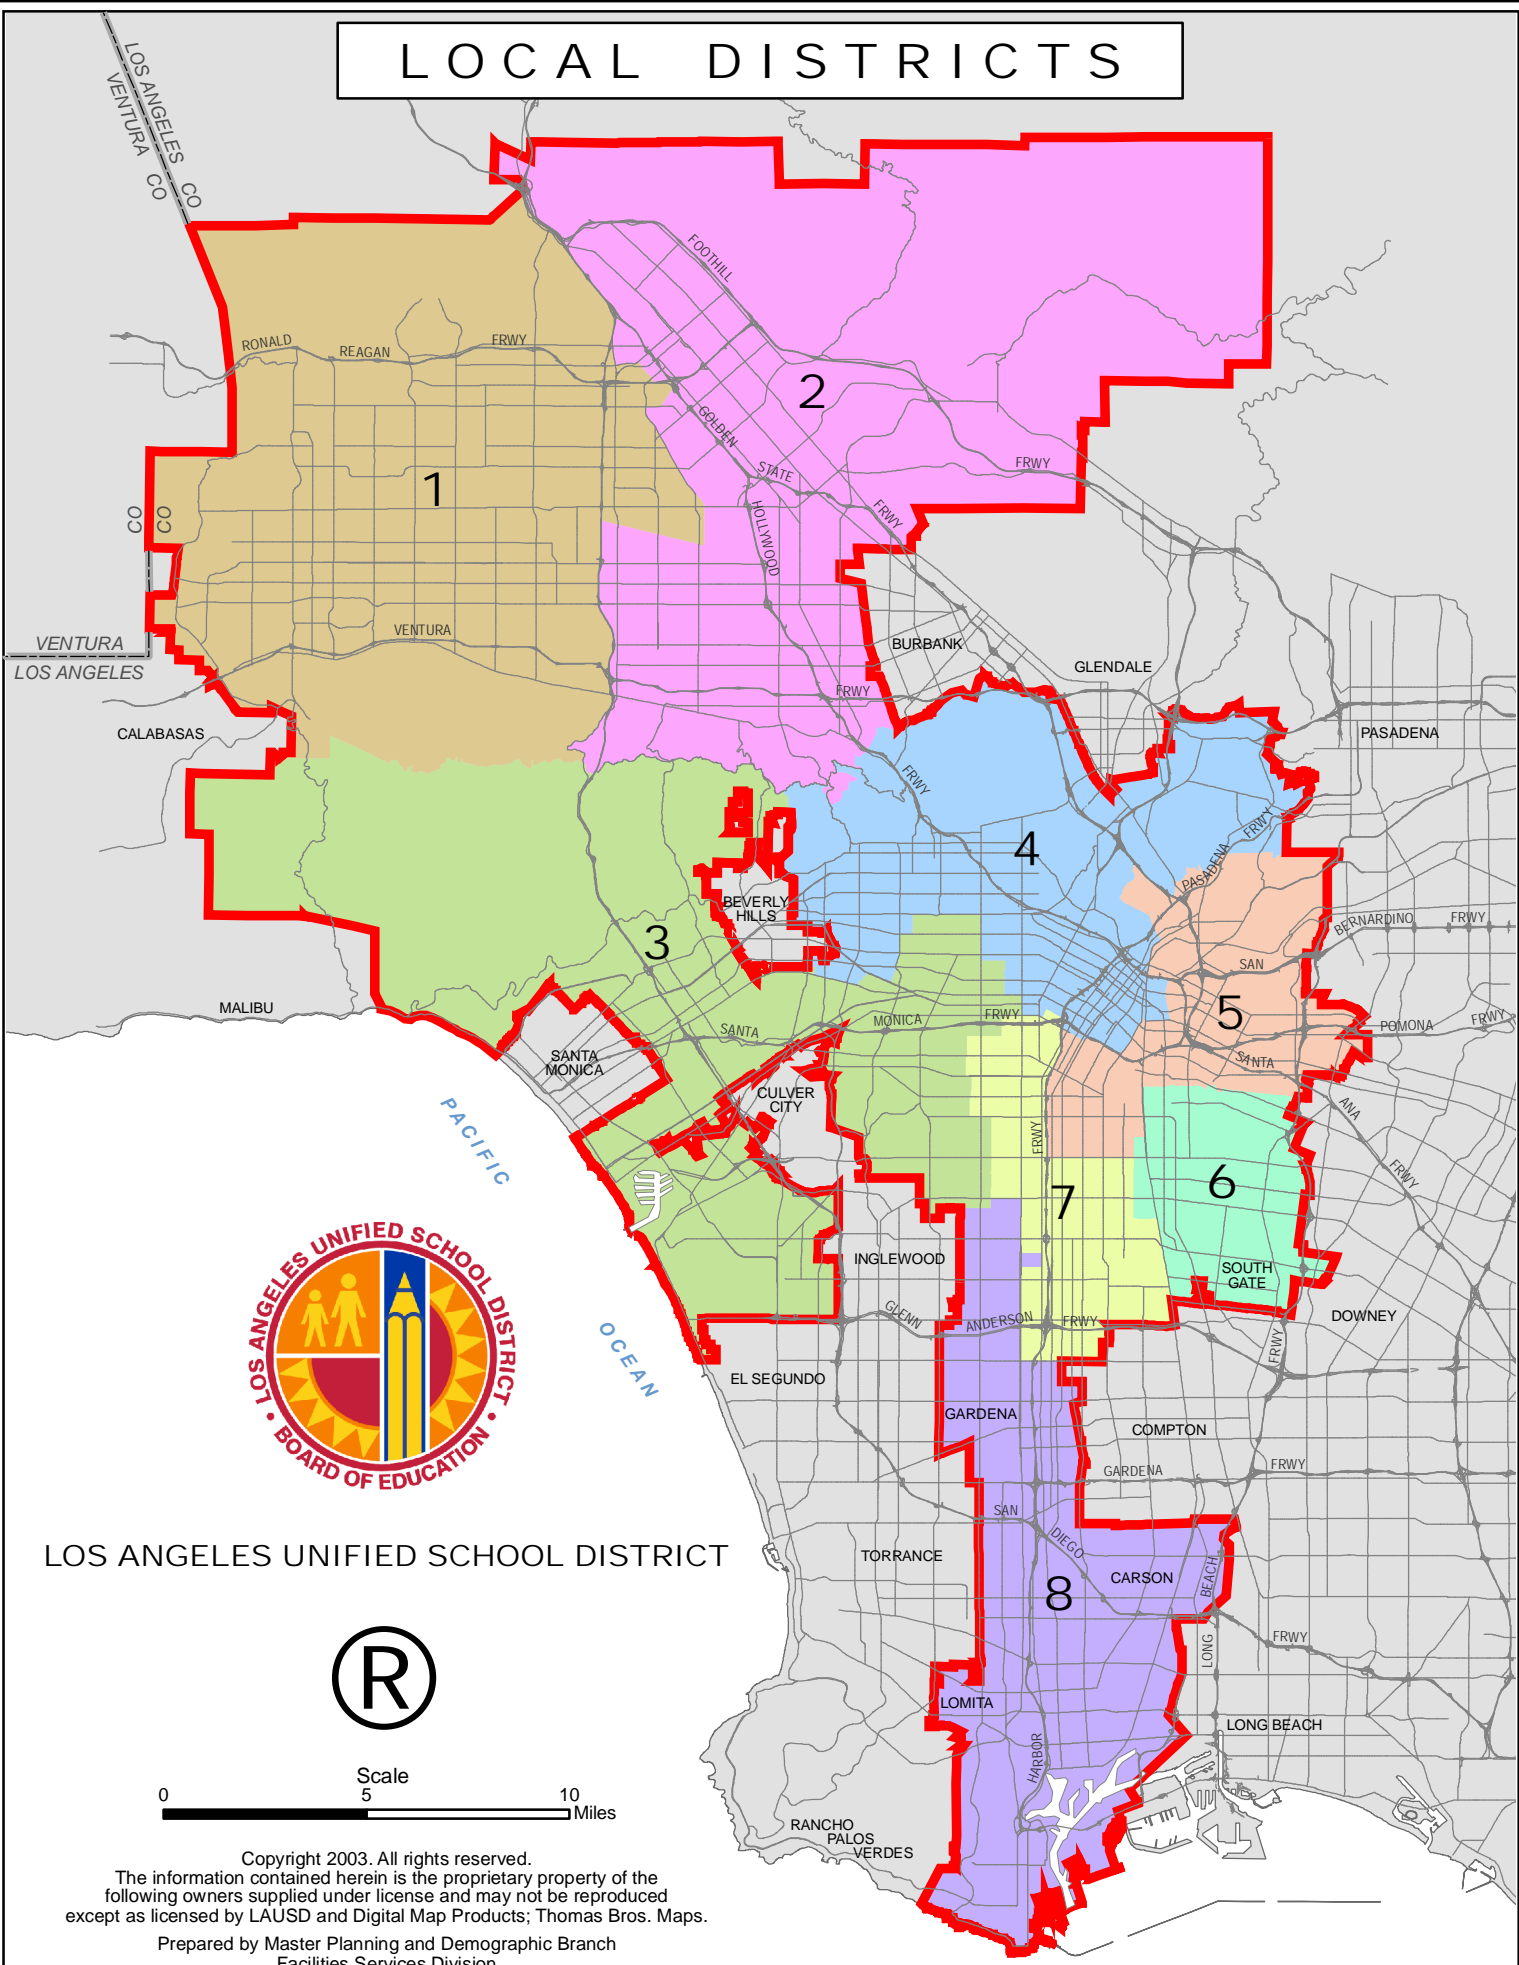 LOCAL DISTRICTS
LOS ANGELES CO
VENTURA CO
FOOTHILL
RONALD
REAGAN
FRWY
2
GOLDEN
STATE
FRWY
FRWY
1
CO
CO
HOLLYWOOD
VENTURA
VENTURA
LOS ANGELES
BURBANK
GLENDALE
FRWY
CALABASAS
PASADENA
FRWY
FRWY
4
PASADENA
BEVERLY
HILLS
BERNARDINO
FRWY
3
SAN
MALIBU
5
MONICA
FRWY
SANTA
POMONA
FRWY
SANTA
MONICA
SANTA
CULVER
CITY
ANA
PACIFIC
FRWY
FRWY
7
6
INGLEWOOD
SOUTH
GATE
GLENN
ANDERSON
FRWY
DOWNEY
OCEAN
FRWY
EL SEGUNDO
GARDENA
COMPTON
GARDENA
FRWY
SAN
DIEGO
LOS ANGELES UNIFIED SCHOOL DISTRICT
• BOARD OF EDUCATION •
LOS ANGELES UNIFIED SCHOOL DISTRICT
TORRANCE
CARSON
BEACH
8
LONG
FRWY
®
LOMITA
LONG BEACH
HARBOR
Scale
0 5 10
Miles
RANCHO
PALOS
VERDES
Copyright 2003. All rights reserved.
The information contained herein is the proprietary property of the
following owners supplied under license and may not be reproduced
except as licensed by LAUSD and Digital Map Products; Thomas Bros. Maps.
Prepared by Master Planning and Demographic Branch
Facilities Services Division